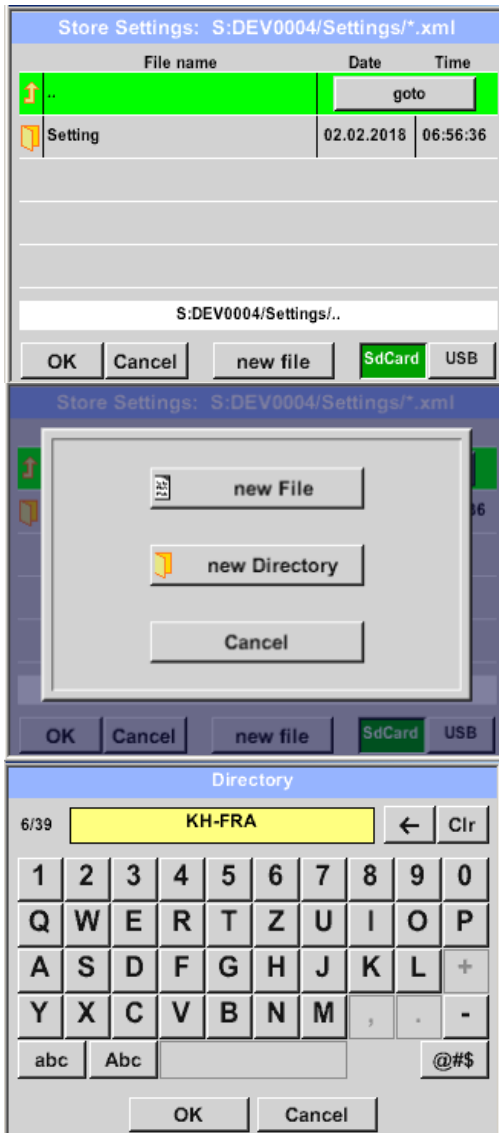 Store Settings: S:DEV0004/Settings/*.xml
File name Date Time
.. goto
Setting 02.02.2018 06:56:36
S:DEV0004/Settings/..
OK Cancel new file SdCard USB
Store Settings: S:DEV0004/Settings/*.xml
new File
36
new Directory
Cancel
OK Cancel new file SdCard USB
Directory
6/39 KH-FRA ← Clr
1 2 3 4 5 6 7 8 9 0
Q W E R T Z U I O P
A S D F G H J K L +
Y X C V B N M , . -
abc Abc @#$
OK Cancel